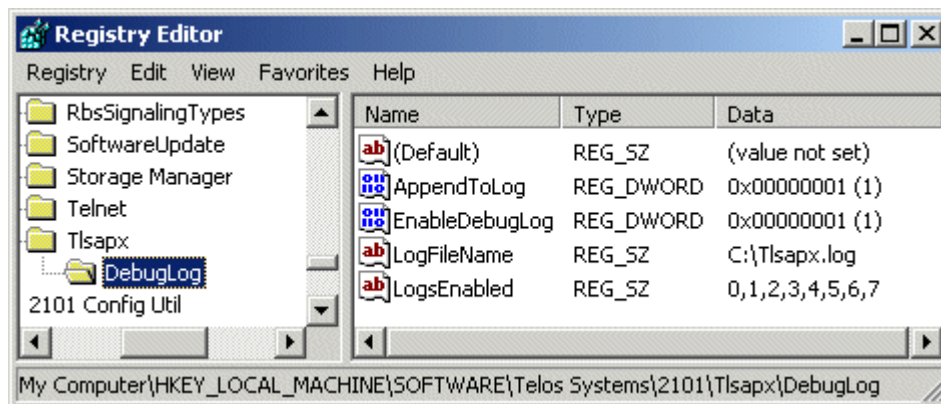 Registry Editor
Registry Edit View Favorites Help
RbsSignalingTypes
SoftwareUpdate
Storage Manager
Telnet
Tlsapx
DebugLog
2101 Config Util
Name Type Data
(Default) REG_SZ (value not set)
AppendToLog REG_DWORD 0x00000001 (1)
EnableDebugLog REG_DWORD 0x00000001 (1)
LogFileName REG_SZ C:\Tlsapx.log
LogsEnabled REG_SZ 0,1,2,3,4,5,6,7
My Computer\HKEY_LOCAL_MACHINE\SOFTWARE\Telos Systems\2101\Tlsapx\DebugLog